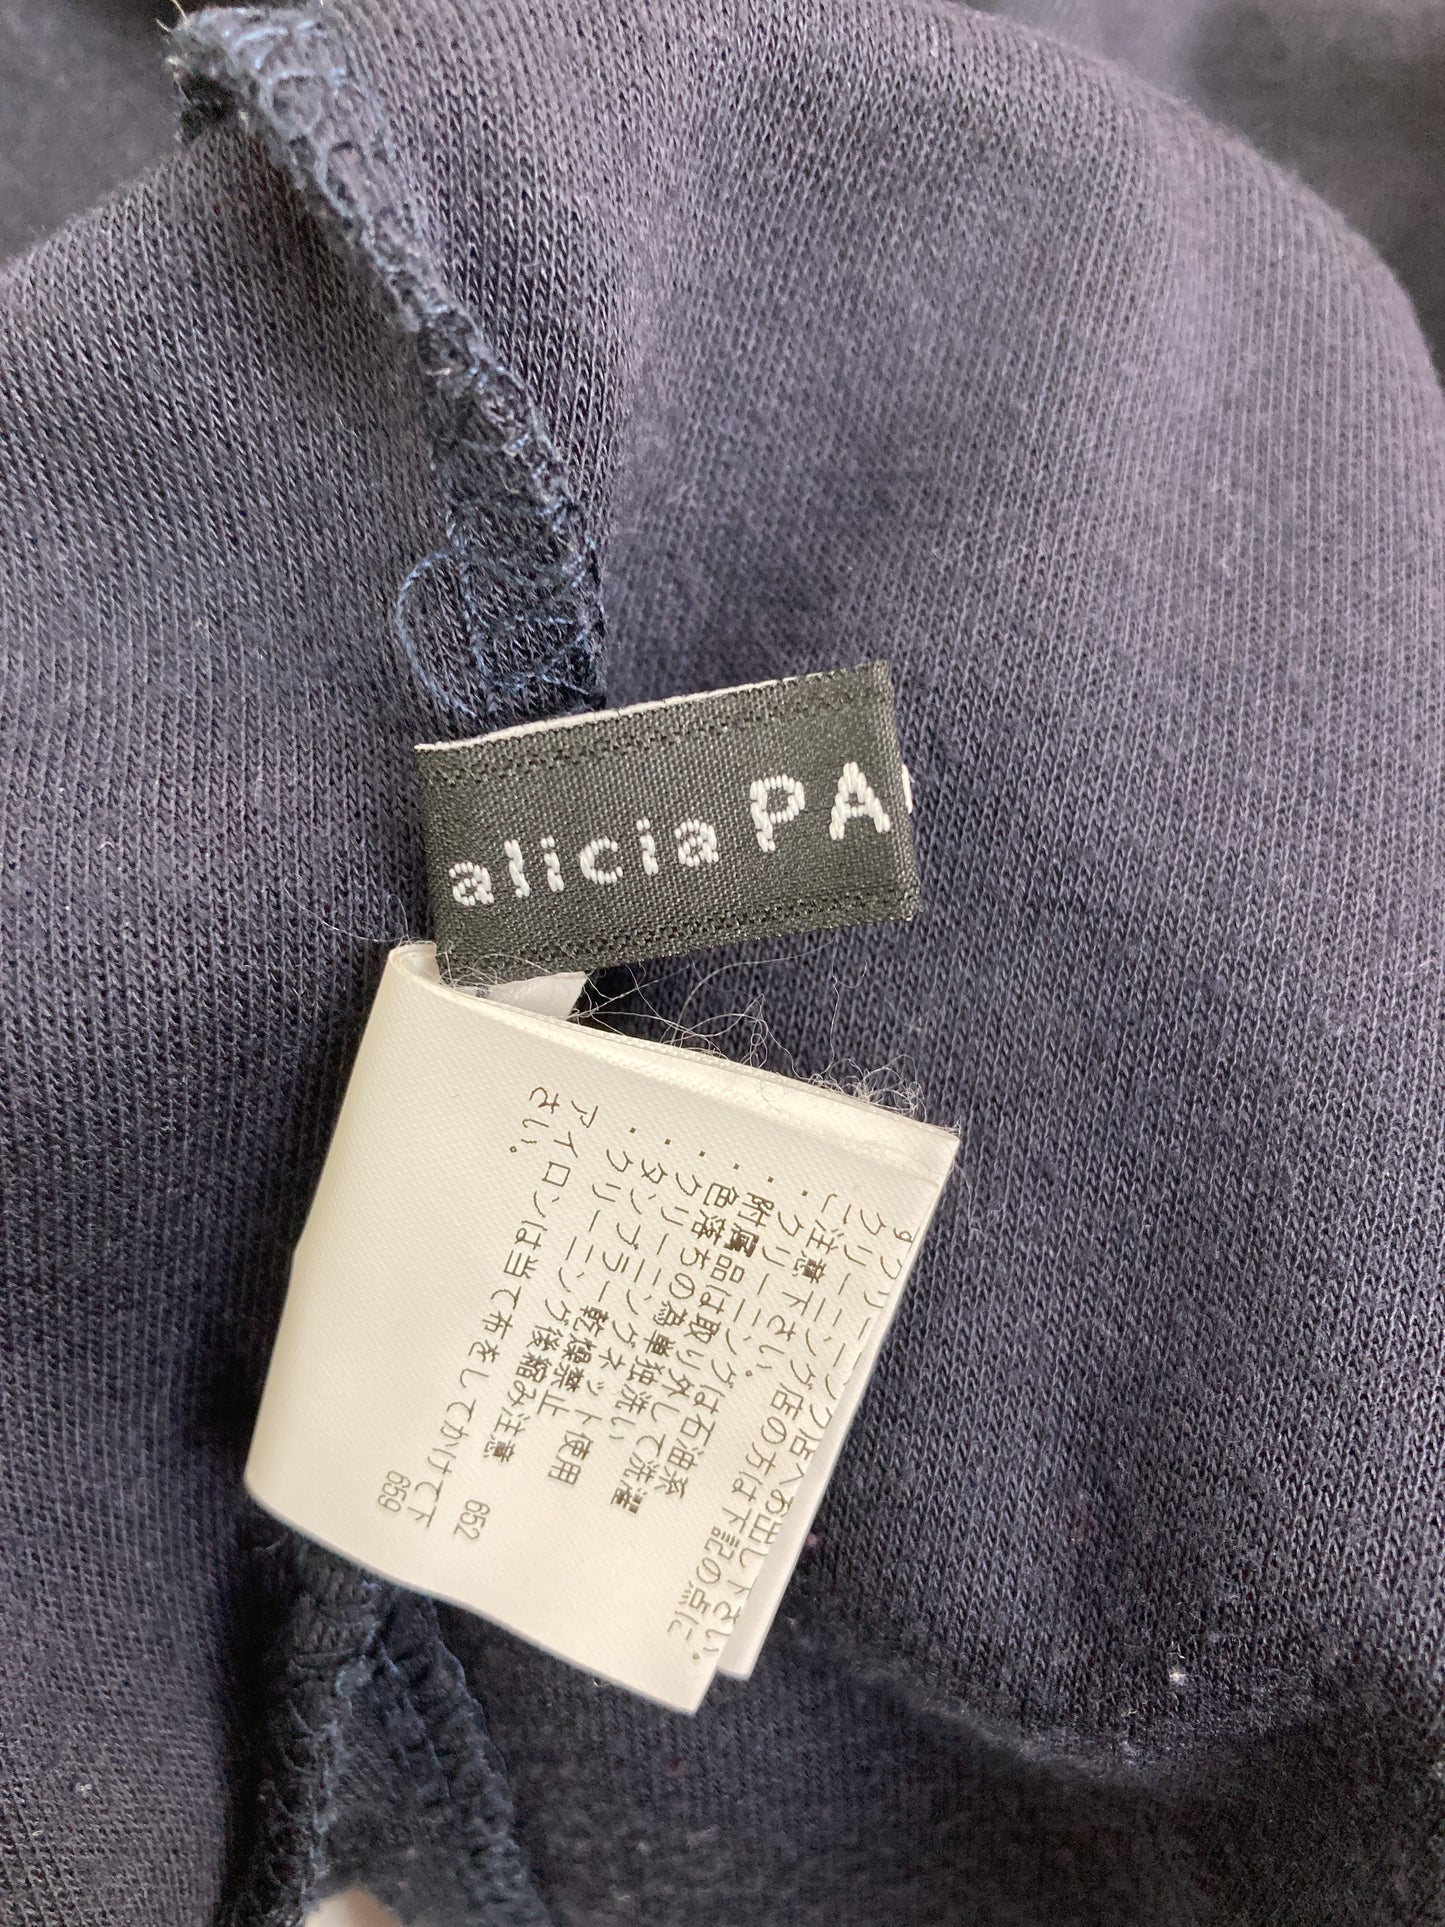 alicia PA
クリーニング店へお出し下さい。
クリーニング店の方は下記の点に
ご注意下さい。
・クリーニングは石油系
・附属品は取り外して洗濯
・色落ちの為単独洗い
・クリーニングネット使用
・タンブラー乾燥禁止
クリーニング後縮み注意
アイロンは当て布をしてかけて下
さい。
652
659